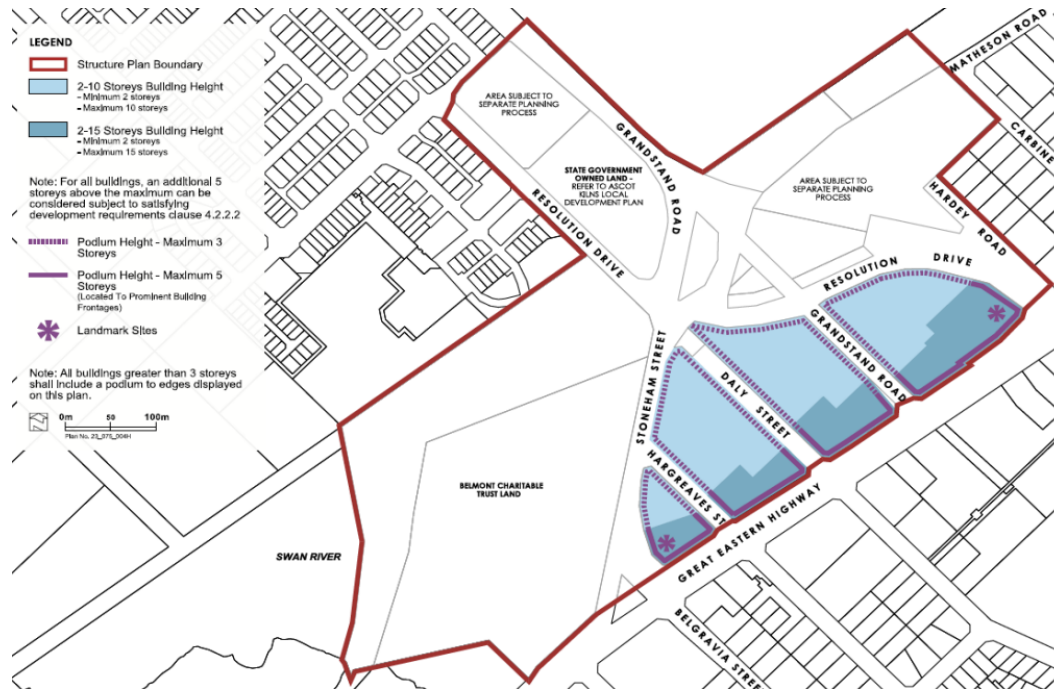 LEGEND
Structure Plan Boundary
2-10 Storeys Building Height
- Minimum 2 storeys
- Maximum 10 storeys
2-15 Storeys Building Height
- Minimum 2 storeys
- Maximum 15 storeys
Note: For all buildings, an additional 5
storeys above the maximum can be
considered subject to satisfying
development requirements clause 4.2.2.2
Podium Height - Maximum 3
Storeys
Podium Height - Maximum 5
Storeys
(Located To Prominent Building
Frontages)
Landmark Sites
Note: All buildings greater than 3 storeys
shall include a podium to edges displayed
on this plan.
0m 50 100m
MATHESON ROAD
CARBINE
AREA SUBJECT TO
SEPARATE PLANNING
PROCESS
GRANDSTAND ROAD
STATE GOVERNMENT
OWNED LAND -
REFER TO ASCOT
KILNS LOCAL
DEVELOPMENT PLAN
AREA SUBJECT TO
SEPARATE PLANNING
PROCESS
HARDEY ROAD
RESOLUTION DRIVE
RESOLUTION DRIVE
GRANDSTAND ROAD
STONEHAM STREET
DALY STREET
HARGREAVES ST
BELMONT CHARITABLE
TRUST LAND
SWAN RIVER
GREAT EASTERN HIGHWAY
BELGRAVIA STREET